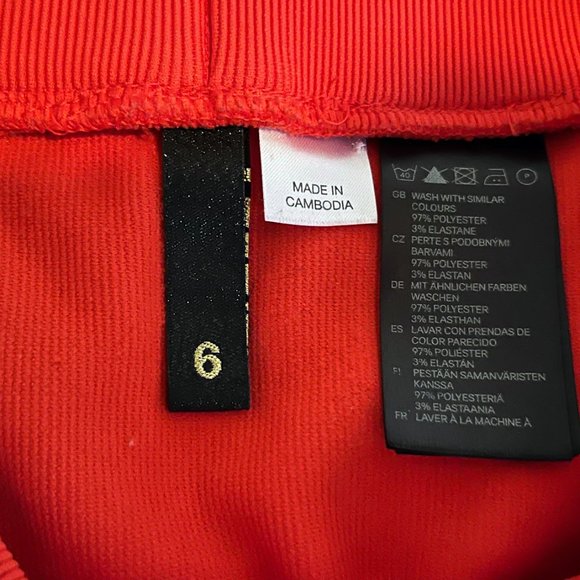 6
MADE IN
CAMBODIA
40
P
GB WASH WITH SIMILAR
COLOURS
97% POLYESTER
3% ELASTANE
CZ PERTE S PODOBNÝMI
BARVAMI
97% POLYESTER
3% ELASTAN
DE MIT ÄHNLICHEN FARBEN
WASCHEN
97% POLYESTER
3% ELASTHAN
ES LAVAR CON PRENDAS DE
COLOR PARECIDO
97% POLIÉSTER
3% ELASTÁN
FI PESTÄÄN SAMANVÄRISTEN
KANSSA
97% POLYESTERIÄ
3% ELASTAANIA
FR LAVER À LA MACHINE À